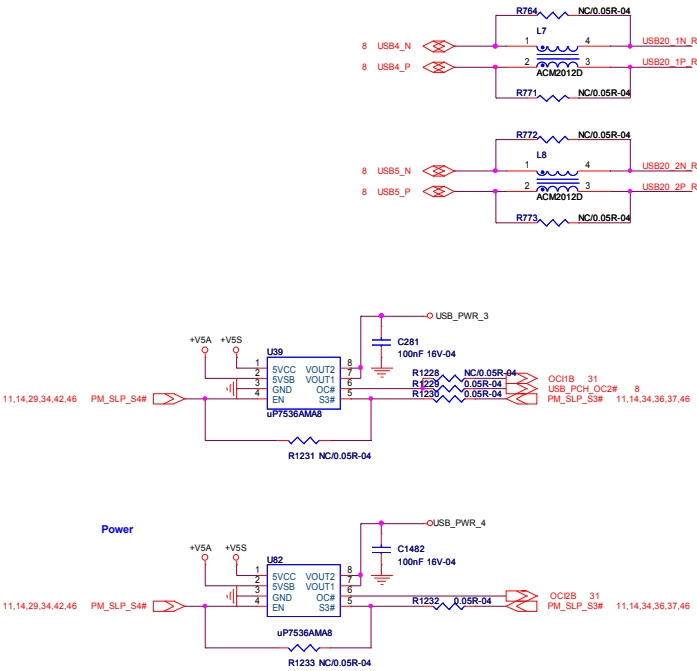 R764 NC/0.05R-04
L7
8 USB4_N 1 4 USB20_1N_R
8 USB4_P 2 3 USB20_1P_R
ACM2012D
R771 NC/0.05R-04
R772 NC/0.05R-04
L8
8 USB5_N 1 4 USB20_2N_R
8 USB5_P 2 3 USB20_2P_R
ACM2012D
R773 NC/0.05R-04
USB_PWR_3
+V5A +V5S
C281
U39
100nF 16V-04
1 5VCC VOUT2 8
2 5VSB VOUT1 7
3 GND OC# 6
4 EN S3# 5
R1228 NC/0.05R-04 OCI1B 31
R1229 0.05R-04 USB_PCH_OC2# 8
11,14,29,34,42,46 PM_SLP_S4# R1230 0.05R-04 PM_SLP_S3# 11,14,34,36,37,46
uP7536AMA8
R1231 NC/0.05R-04
Power
USB_PWR_4
+V5A +V5S
C1482
U82
100nF 16V-04
1 5VCC VOUT2 8
2 5VSB VOUT1 7
3 GND OC# 6 OCI2B 31
11,14,29,34,42,46 PM_SLP_S4# 4 EN S3# 5 R1232 0.05R-04 PM_SLP_S3# 11,14,34,36,37,46
uP7536AMA8
R1233 NC/0.05R-04